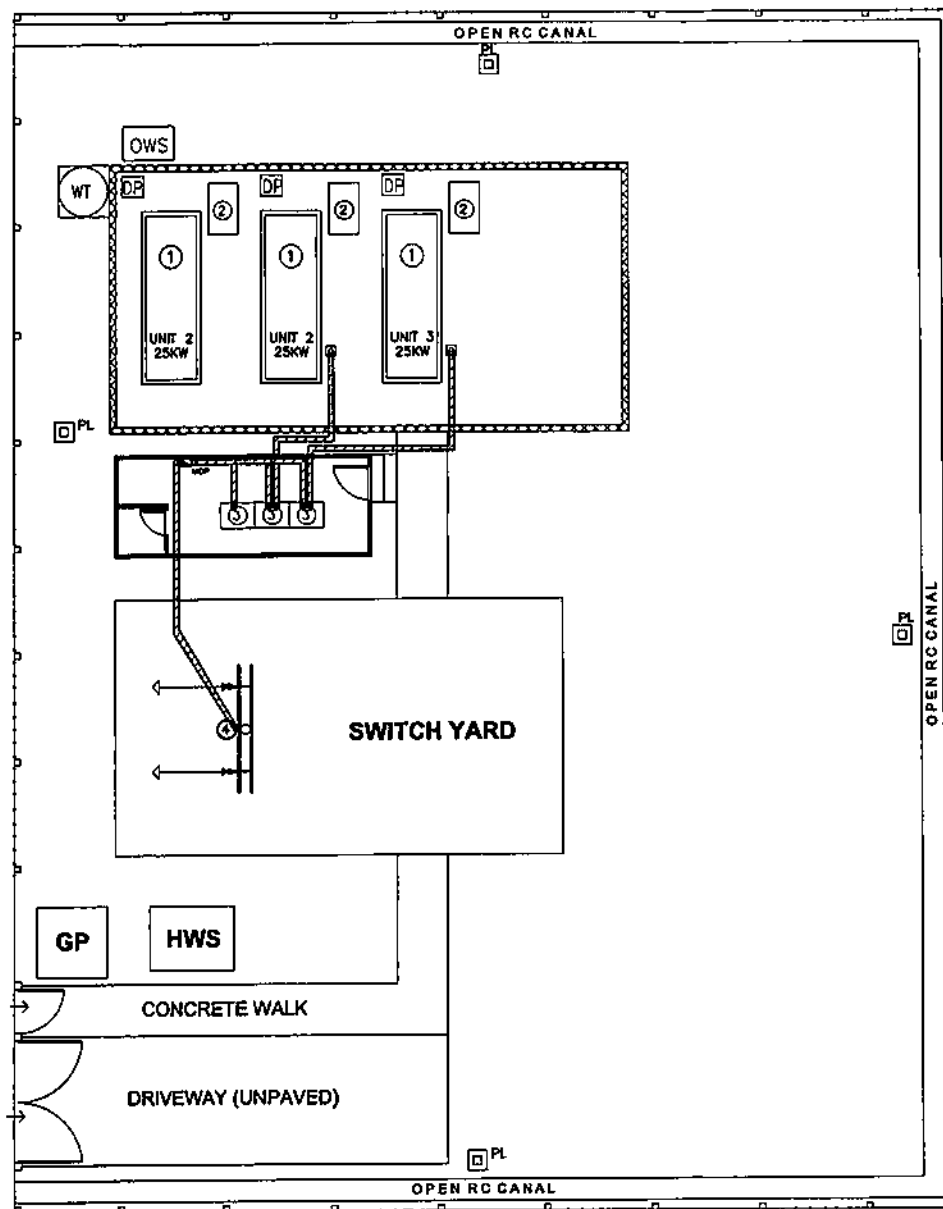 OPEN RC CANAL
PL
OWS
WT
DP
DP
DP
2
2
2
1
1
1
UNIT 2
25KW
UNIT 2
25KW
UNIT 3
25KW
PL
MDP
3
3
3
PL
OPEN RC CANAL
4
SWITCH YARD
GP
HWS
CONCRETE WALK
DRIVEWAY (UNPAVED)
PL
OPEN RC CANAL